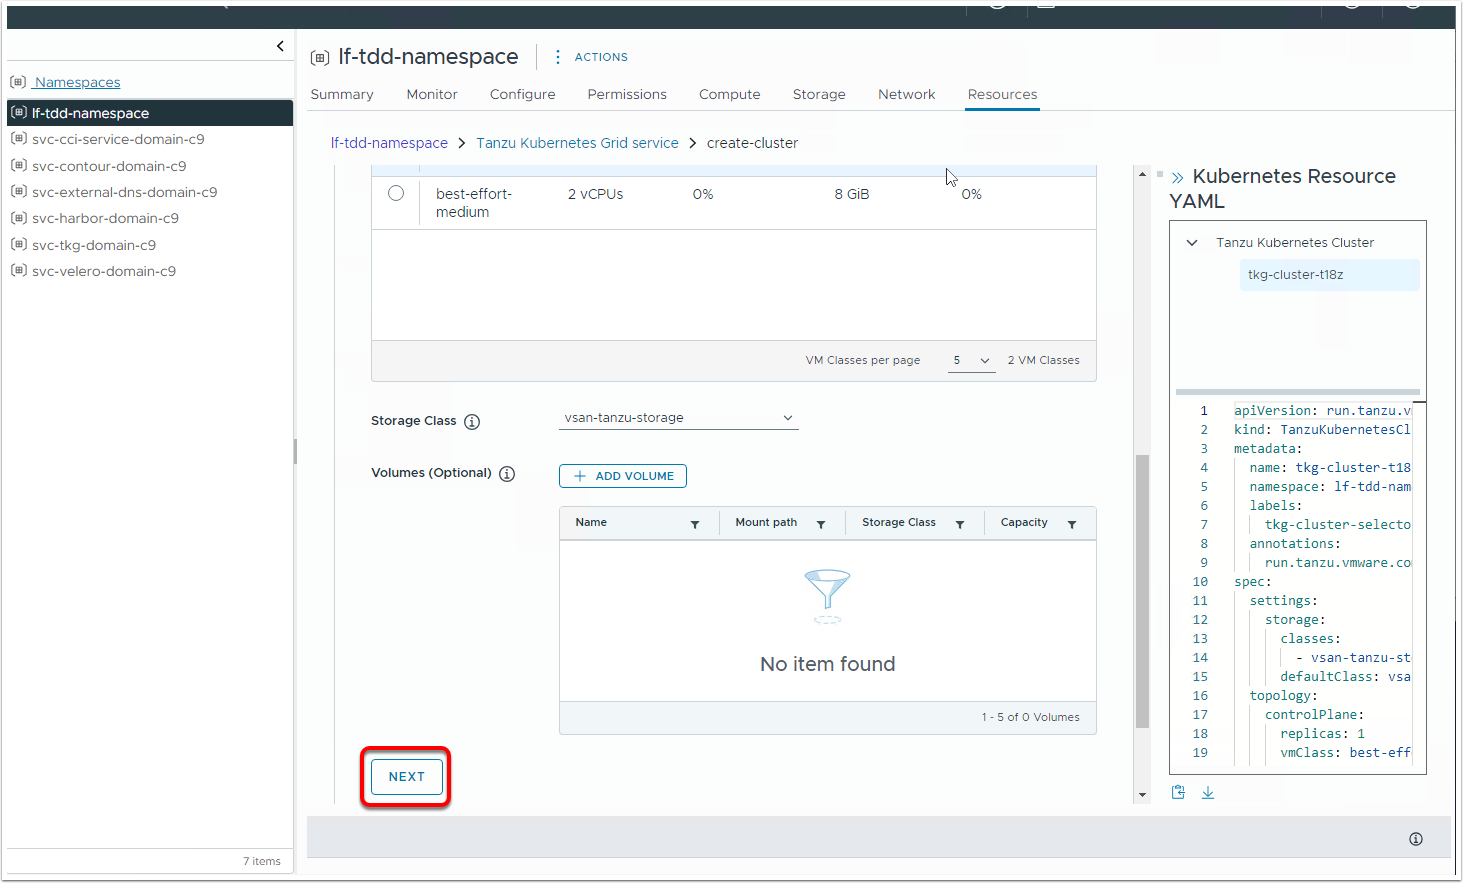 lf-tdd-namespace
ACTIONS
Summary Monitor Configure Permissions Compute Storage Network Resources
Namespaces
lf-tdd-namespace
svc-cci-service-domain-c9
svc-contour-domain-c9
svc-external-dns-domain-c9
svc-harbor-domain-c9
svc-tkg-domain-c9
svc-velero-domain-c9
7 items
lf-tdd-namespace > Tanzu Kubernetes Grid service > create-cluster
best-effort-
medium
2 vCPUs
0%
8 GiB
0%
VM Classes per page 5 2 VM Classes
Storage Class vsan-tanzu-storage
Volumes (Optional) + ADD VOLUME
Name Mount path Storage Class Capacity
No item found
1 - 5 of 0 Volumes
NEXT
Kubernetes Resource
YAML
Tanzu Kubernetes Cluster
tkg-cluster-t18z
1 apiVersion: run.tanzu.v
2 kind: TanzuKubernetesCl
3 metadata:
4 name: tkg-cluster-t18
5 namespace: lf-tdd-nam
6 labels:
7 tkg-cluster-selecto
8 annotations:
9 run.tanzu.vmware.co
10 spec:
11 settings:
12 storage:
13 classes:
14 - vsan-tanzu-st
15 defaultClass: vsa
16 topology:
17 controlPlane:
18 replicas: 1
19 vmClass: best-eff